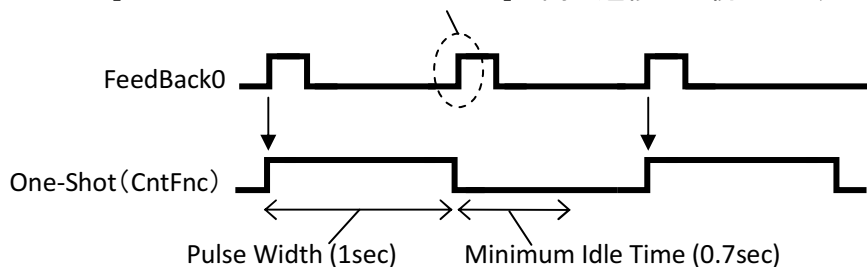 FeedBack0
One-Shot（CntFnc）
Pulse Width (1sec)
Minimum Idle Time (0.7sec)